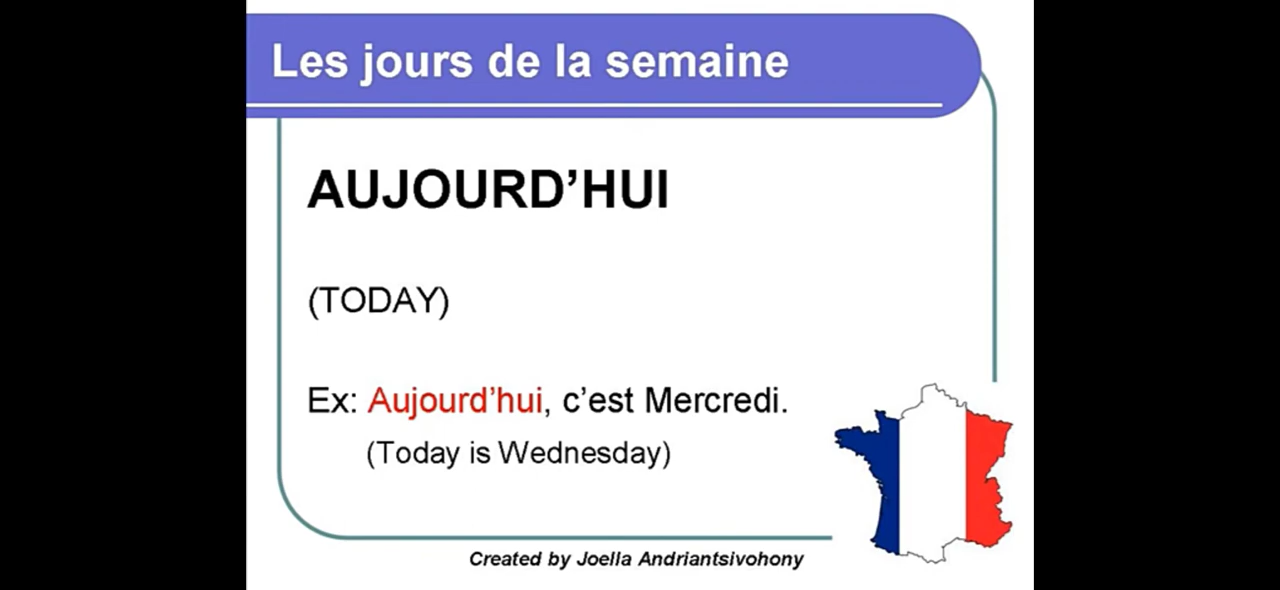 Les jours de la semaine
AUJOURD’HUI
(TODAY)
Ex: Aujourd’hui, c’est Mercredi.
(Today is Wednesday)
Created by Joella Andriantsivohony